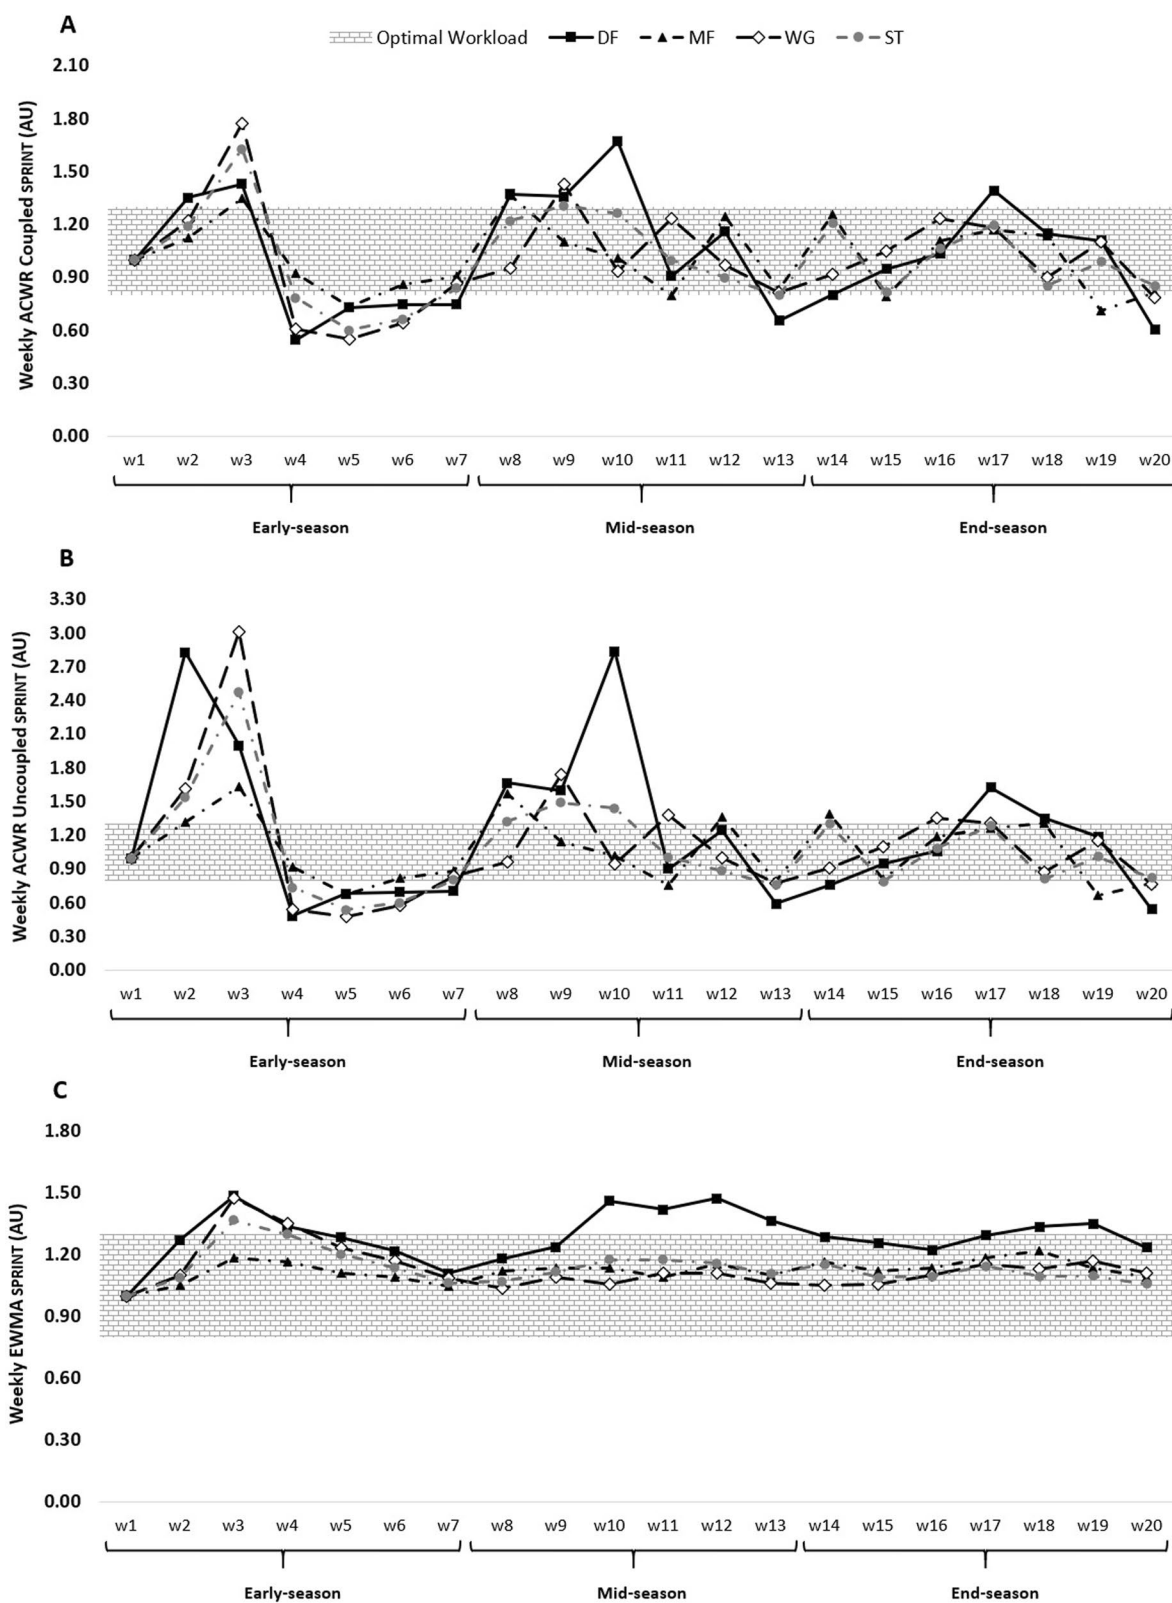 A
Optimal Workload DF MF WG ST
Weekly ACWR Coupled SPRINT (AU)
2.10
1.80
1.50
1.20
0.90
0.60
0.30
0.00
w1 w2 w3 w4 w5 w6 w7 w8 w9 w10 w11 w12 w13 w14 w15 w16 w17 w18 w19 w20
Early-season Mid-season End-season
B
Weekly ACWR Uncoupled SPRINT (AU)
3.30
3.00
2.70
2.40
2.10
1.80
1.50
1.20
0.90
0.60
0.30
0.00
w1 w2 w3 w4 w5 w6 w7 w8 w9 w10 w11 w12 w13 w14 w15 w16 w17 w18 w19 w20
Early-season Mid-season End-season
C
Weekly EWMA SPRINT (AU)
1.80
1.50
1.20
0.90
0.60
0.30
0.00
w1 w2 w3 w4 w5 w6 w7 w8 w9 w10 w11 w12 w13 w14 w15 w16 w17 w18 w19 w20
Early-season Mid-season End-season